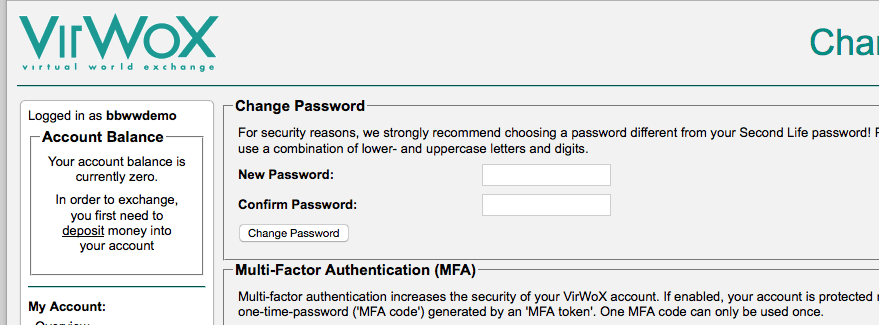 VirWoX
virtual world exchange
Logged in as bbwwdemo
Account Balance
Your account balance is
currently zero.
In order to exchange,
you first need to
deposit money into
your account
My Account:
Overview
Change Password
For security reasons, we strongly recommend choosing a password different from your Second Life password!
use a combination of lower- and uppercase letters and digits.
New Password:
Confirm Password:
Change Password
Multi-Factor Authentication (MFA)
Multi-factor authentication increases the security of your VirWoX account. If enabled, your account is protected
one-time-password ('MFA code') generated by an 'MFA token'. One MFA code can only be used once.